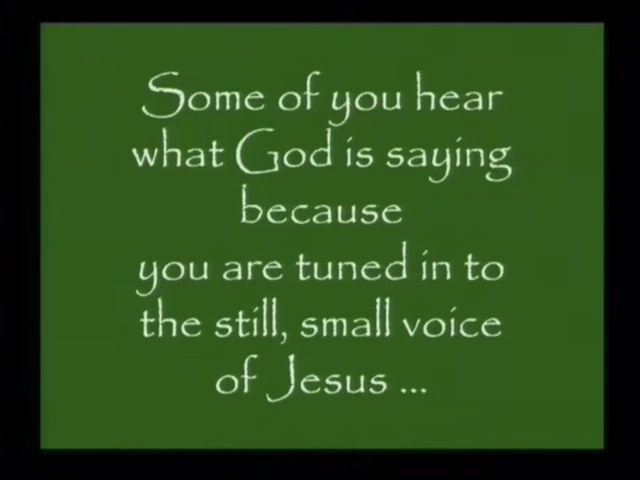 Some of you hear
what God is saying
because
you are tuned in to
the still, small voice
of Jesus ...